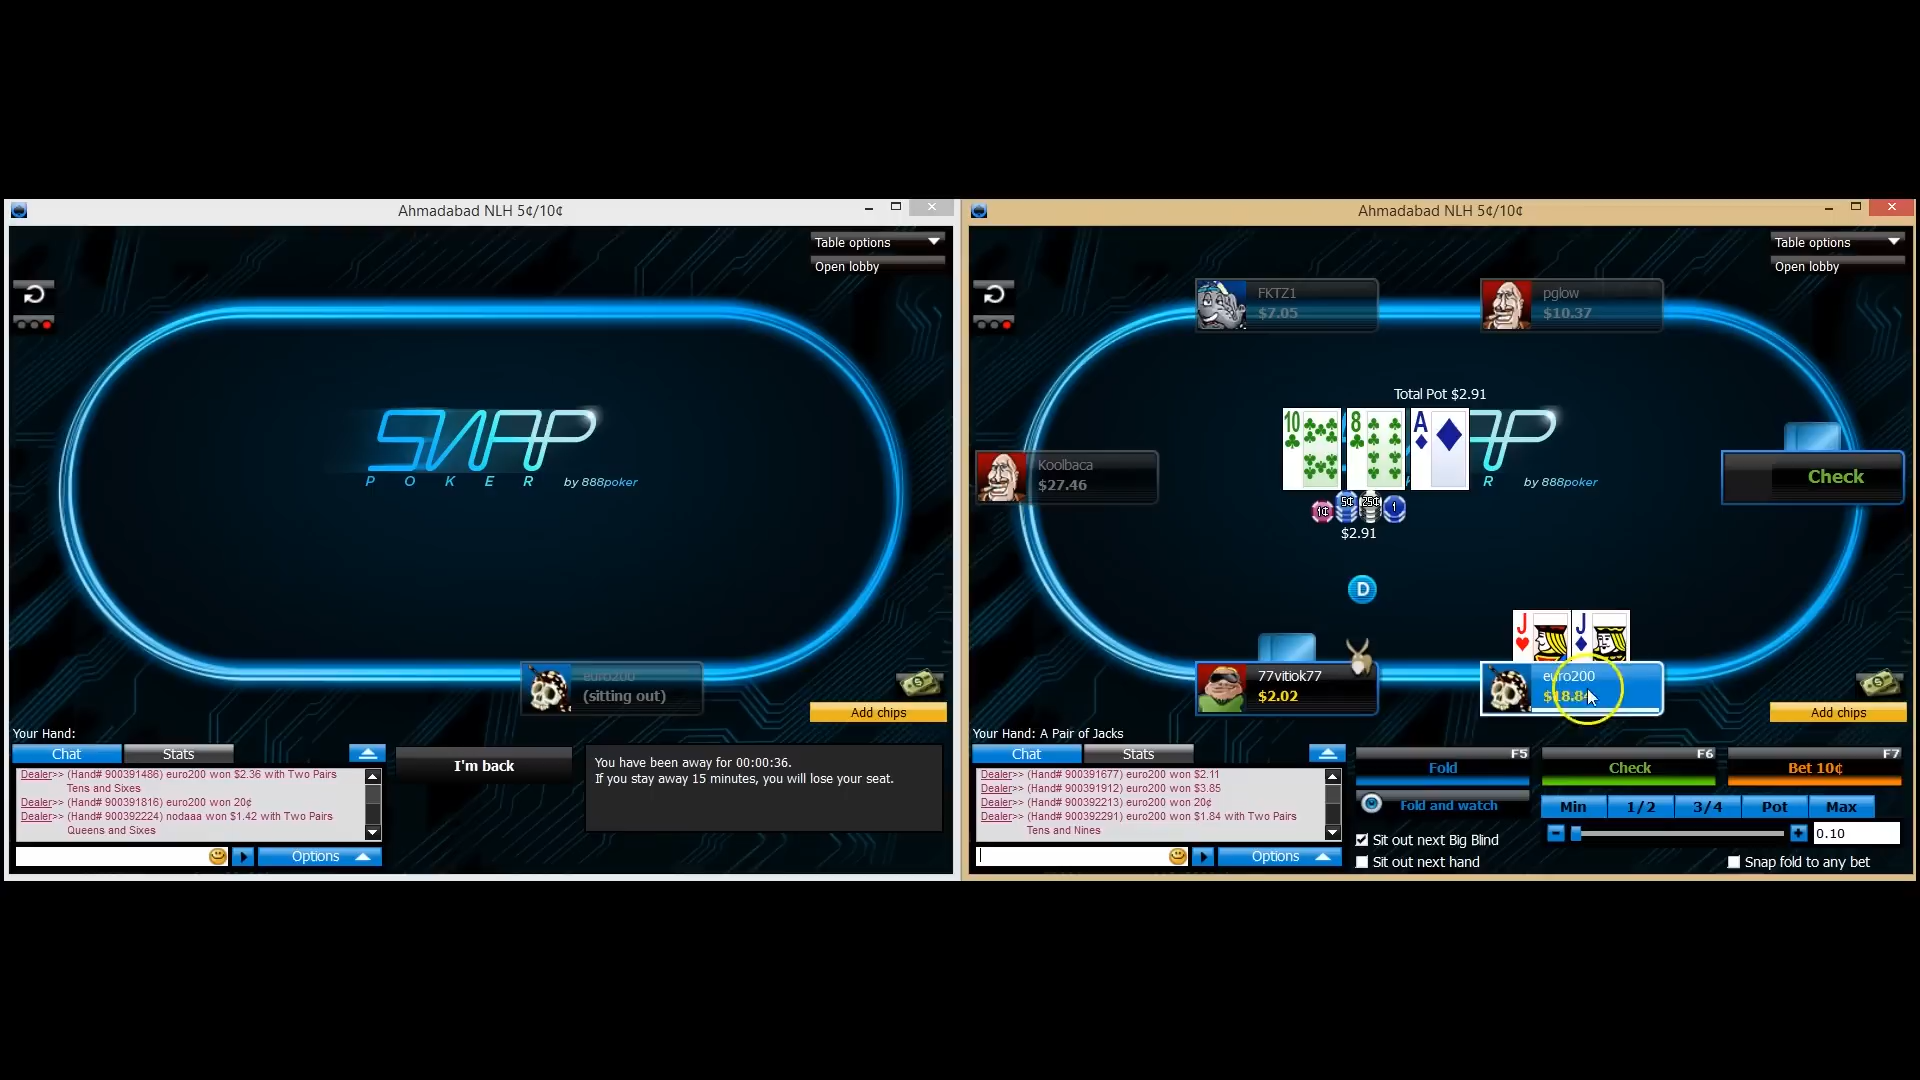 Ahmadabad NLH 5¢/10¢
Table options
Open lobby
SNAP
POKER by 888poker
euro200
(sitting out)
Add chips
Your Hand:
Chat
Stats
I'm back
You have been away for 00:00:36.
If you stay away 15 minutes, you will lose your seat.
Dealer>> (Hand# 900391486) euro200 won $2.36 with Two Pairs
Tens and Sixes
Dealer>> (Hand# 900391816) euro200 won 20¢
Dealer>> (Hand# 900392224) nodaaa won $1.42 with Two Pairs
Queens and Sixes
Options
Ahmadabad NLH 5¢/10¢
Table options
Open lobby
FKTZ1
$7.05
pglow
$10.37
Total Pot $2.91
10
8
A
AP
R by 888poker
Koolbaca
$27.46
Check
1¢
5¢
25¢
1
$2.91
D
J
J
77vitiok77
$2.02
euro200
Add chips
Your Hand: A Pair of Jacks
Chat
Stats
F5
Fold
F6
Check
F7
Bet 10¢
Dealer>> (Hand# 900391677) euro200 won $2.11
Dealer>> (Hand# 900391912) euro200 won $3.85
Dealer>> (Hand# 900392213) euro200 won 20¢
Dealer>> (Hand# 900392291) euro200 won $1.84 with Two Pairs
Tens and Nines
Fold and watch
Min
1/2
3/4
Pot
Max
0.10
Sit out next Big Blind
Sit out next hand
Snap fold to any bet
Options